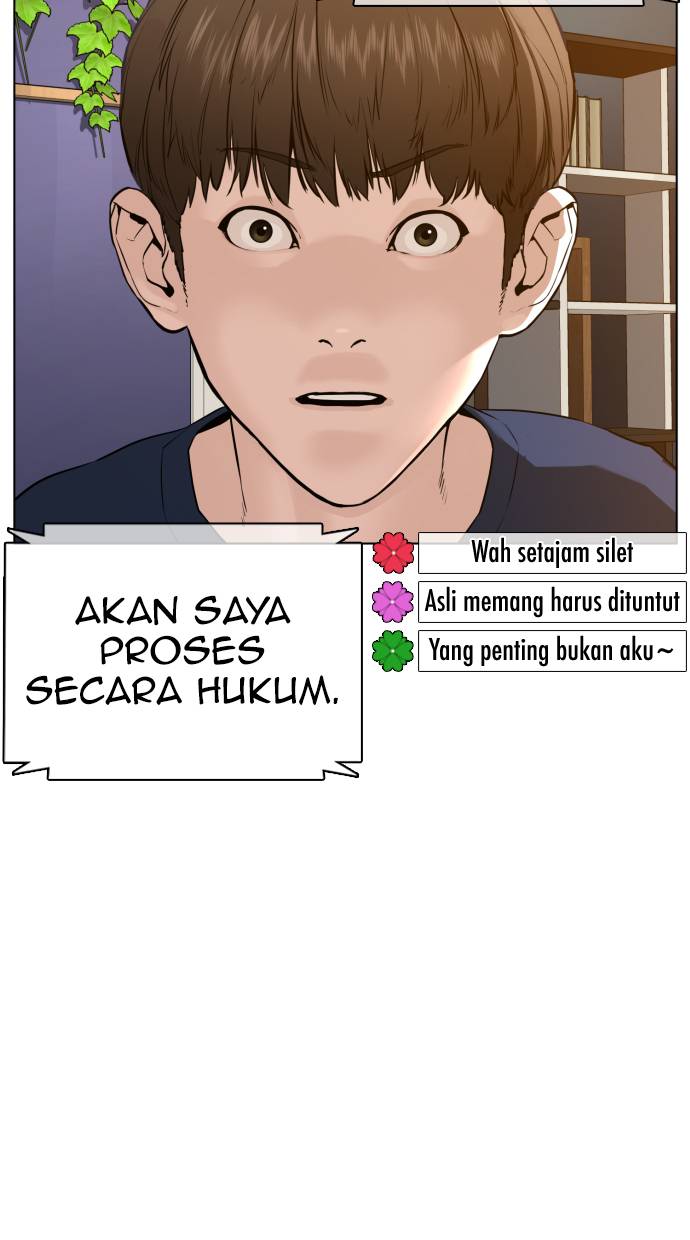 AKAN SAYA
PROSES
SECARA HUKUM.
Wah setajam silet
Asli memang harus dituntut
Yang penting bukan aku~